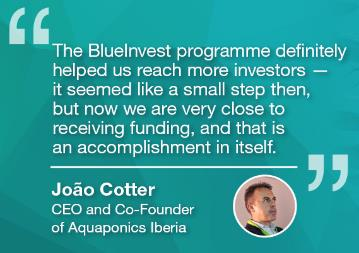 The BlueInvest programme definitely
helped us reach more investors —
it seemed like a small step then,
but now we are very close to
receiving funding, and that is
an accomplishment in itself.
João Cotter
CEO and Co-Founder
of Aquaponics Iberia